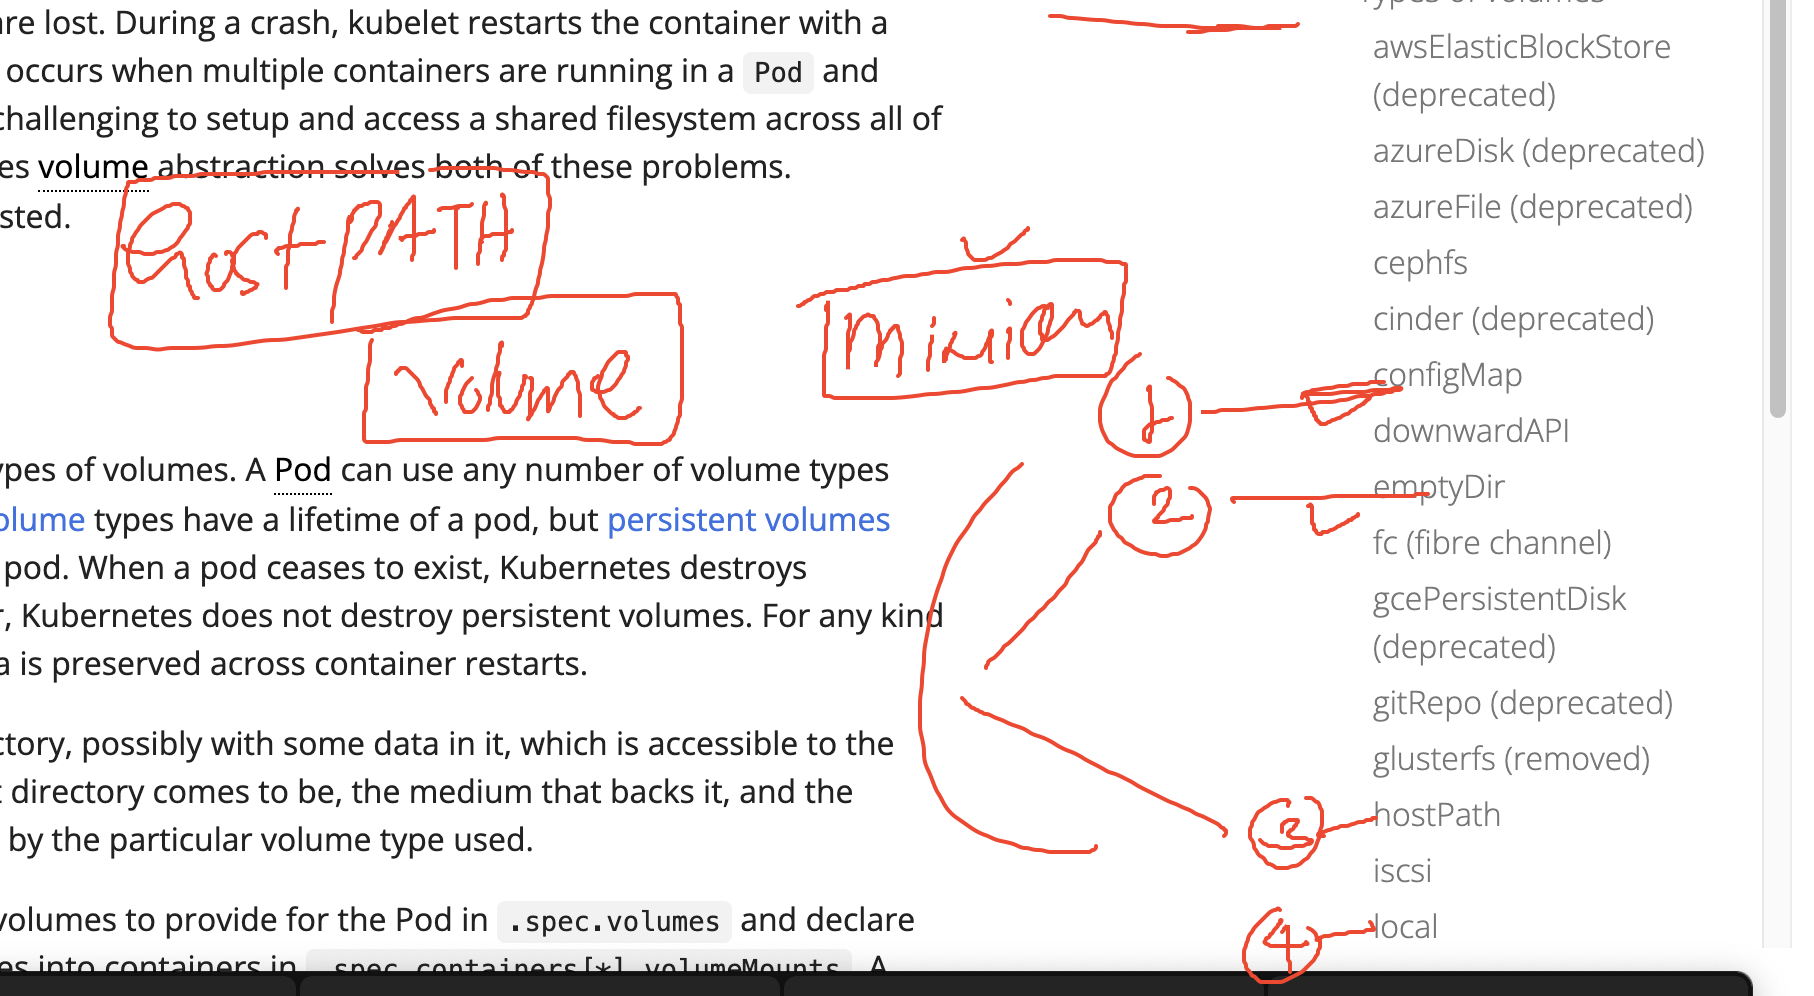 are lost. During a crash, kubelet restarts the container with a
occurs when multiple containers are running in a Pod and
challenging to setup and access a shared filesystem across all of
es volume abstraction solves both of these problems.
sted.
HostPATH
Volume
minion
ypes of volumes. A Pod can use any number of volume types
olume types have a lifetime of a pod, but persistent volumes
pod. When a pod ceases to exist, Kubernetes destroys
r, Kubernetes does not destroy persistent volumes. For any kind
a is preserved across container restarts.
ctory, possibly with some data in it, which is accessible to the
t directory comes to be, the medium that backs it, and the
by the particular volume type used.
volumes to provide for the Pod in .spec.volumes and declare
es into containers in .spec.containers[*].volumeMounts. A
1
2
3
4
Types of volumes
awsElasticBlockStore
(deprecated)
azureDisk (deprecated)
azureFile (deprecated)
cephfs
cinder (deprecated)
configMap
downwardAPI
emptyDir
fc (fibre channel)
gcePersistentDisk
(deprecated)
gitRepo (deprecated)
glusterfs (removed)
hostPath
iscsi
local